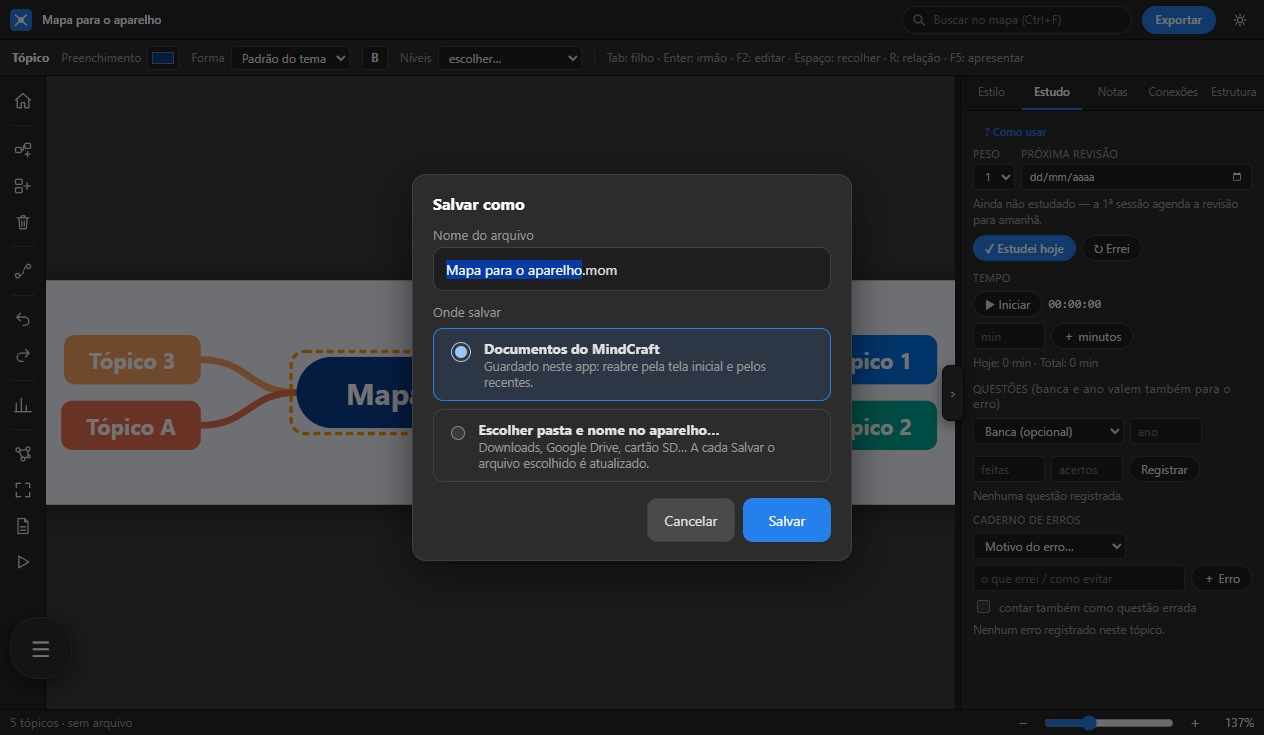 Mapa para o aparelho
Buscar no mapa (Ctrl+F)
Exportar
Tópico
Preenchimento
Forma
Padrão do tema
B
Níveis
escolher...
Tab: filho · Enter: irmão · F2: editar · Espaço: recolher · R: relação · F5: apresentar
Estilo
Estudo
Notas
Conexões
Estrutura
? Como usar
PESO
PRÓXIMA REVISÃO
1
dd/mm/aaaa
Ainda não estudado — a 1ª sessão agenda a revisão
para amanhã.
✓ Estudei hoje
↻ Errei
TEMPO
▶ Iniciar
00:00:00
min
+ minutos
Hoje: 0 min · Total: 0 min
QUESTÕES (banca e ano valem também para o
erro)
Banca (opcional)
ano
feitas
acertos
Registrar
Nenhuma questão registrada.
CADERNO DE ERROS
Motivo do erro...
o que errei / como evitar
+ Erro
contar também como questão errada
Nenhum erro registrado neste tópico.
Tópico 3
Tópico A
Mapa
pico 1
pico 2
Salvar como
Nome do arquivo
Mapa para o aparelho.mom
Onde salvar
Documentos do MindCraft
Guardado neste app: reabre pela tela inicial e pelos
recentes.
Escolher pasta e nome no aparelho...
Downloads, Google Drive, cartão SD... A cada Salvar o
arquivo escolhido é atualizado.
Cancelar
Salvar
5 tópicos · sem arquivo
137%